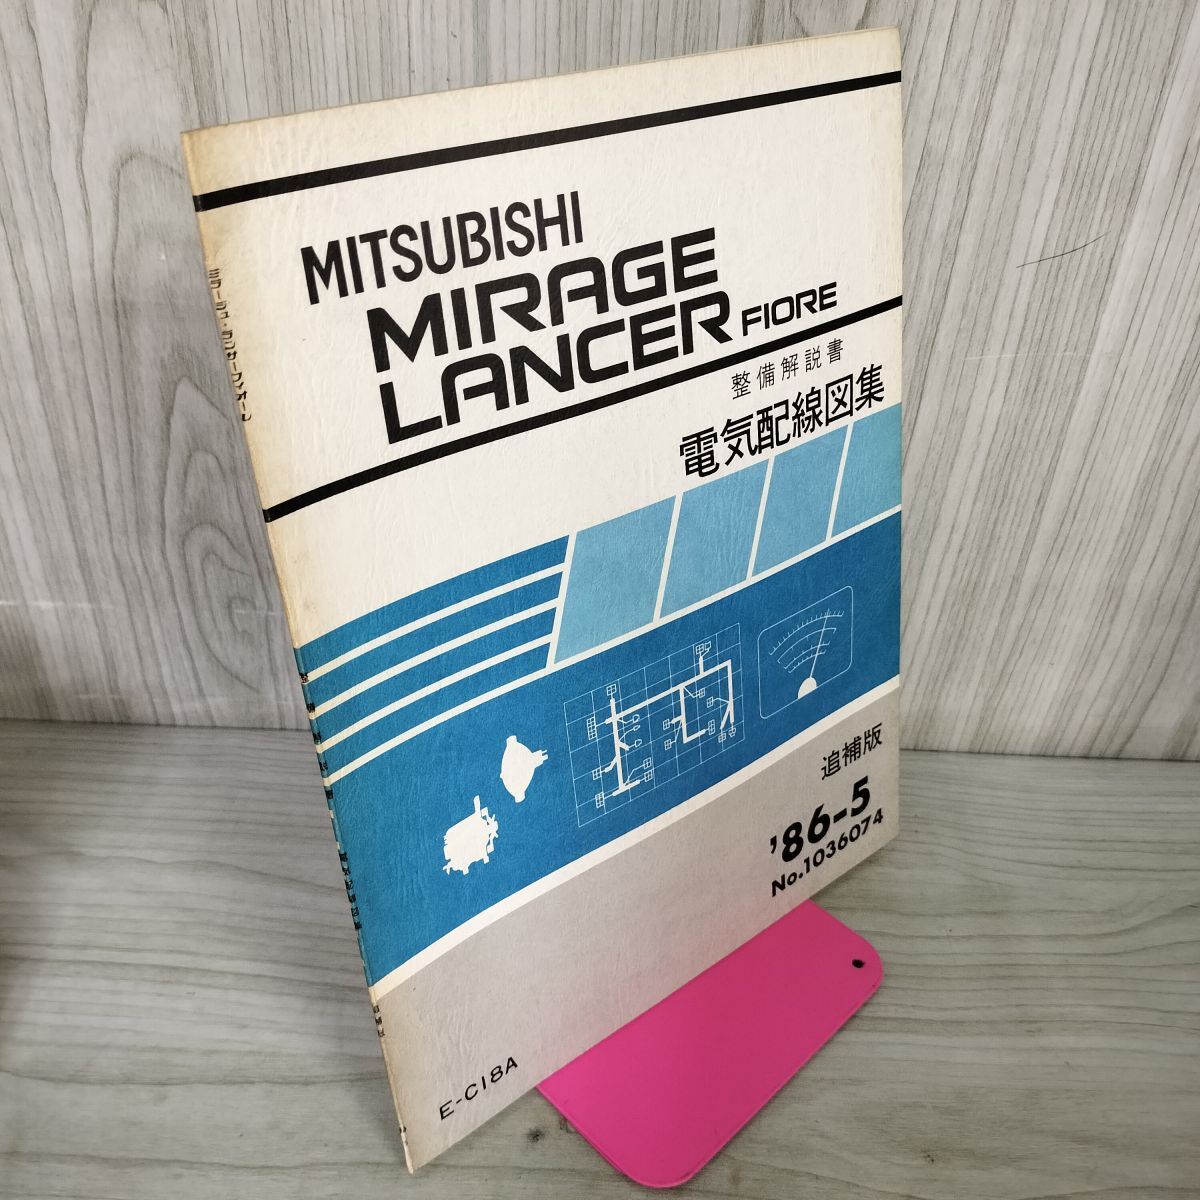 MITSUBISHI
MIRAGE
LANCER FIORE
整備解説書
電気配線図集
追補版
'86-5
No.1036074
E-C18A
ミラージュ・ランサーフィオーレ